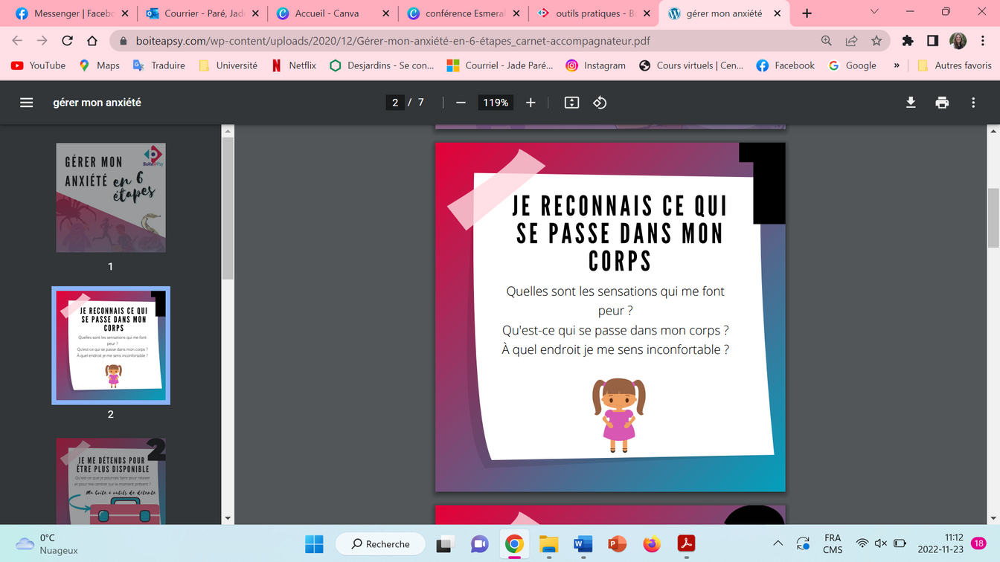 Messenger | Faceb
Courrier - Paré, Jad
Accueil - Canva
conférence Esmera
outils pratiques - B
gérer mon anxiété
boiteapsy.com/wp-content/uploads/2020/12/Gérer-mon-anxiété-en-6-étapes_carnet-accompagnateur.pdf
YouTube
Maps
Traduire
Université
Netflix
Desjardins - Se con...
Courriel - Jade Paré...
Instagram
Cours virtuels | Cen...
Facebook
Google
»
Autres favoris
gérer mon anxiété
2 / 7
119%
GÉRER MON
ANXIÉTÉ en 6
étapes
BoiteàPsy
1
JE RECONNAIS CE QUI
SE PASSE DANS MON
CORPS
Quelles sont les sensations qui me font
peur ?
Qu'est-ce qui se passe dans mon corps ?
À quel endroit je me sens inconfortable ?
2
2
JE ME DÉTENDS POUR
ÊTRE PLUS DISPONIBLE
Qu'est-ce que je pourrais faire pour relaxer
et pour me centrer sur le moment présent ?
Ma boîte à outils de détente
1
JE RECONNAIS CE QUI
SE PASSE DANS MON
CORPS
Quelles sont les sensations qui me font
peur ?
Qu'est-ce qui se passe dans mon corps ?
À quel endroit je me sens inconfortable ?
0°C
Nuageux
Recherche
FRA
CMS
11:12
2022-11-23
18